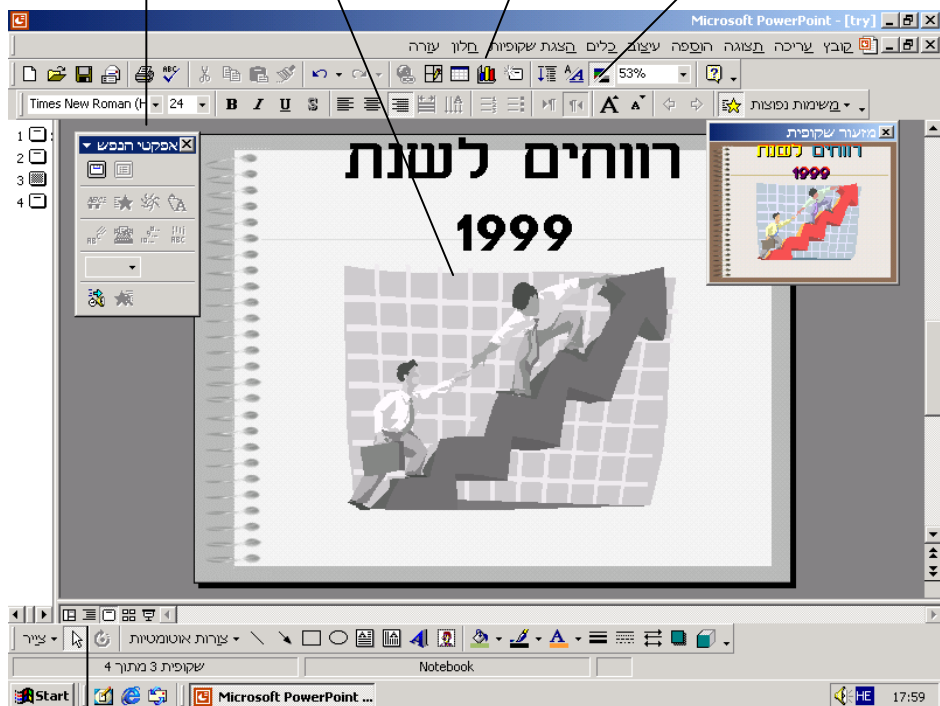 Microsoft PowerPoint - [try]
קובץ עריכה תצוגה הוספה עיצוב כלים הצגת שקופיות חלון עזרה
53%
Times New Roman (H 24 B I U S A A משימות נפוצות
1
2
3
4
אפקטי הנפש
מזעור שקופית
רווחים לשנת
1999
רווחים לשנת
1999
צייר צורות אוטומטיות
שקופית 3 מתוך 4 Notebook
Start Microsoft PowerPoint ... HE 17:59